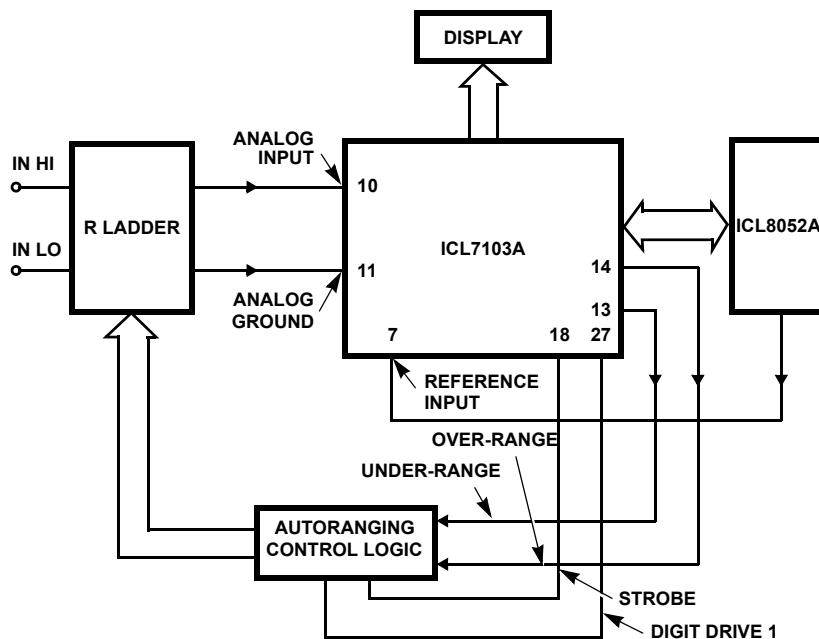 DISPLAY
ANALOG
INPUT
IN HI
10
R LADDER
ICL7103A
ICL8052A
IN LO
11
14
ANALOG
GROUND
13
7
18
27
REFERENCE
INPUT
OVER-RANGE
UNDER-RANGE
AUTORANGING
CONTROL LOGIC
STROBE
DIGIT DRIVE 1